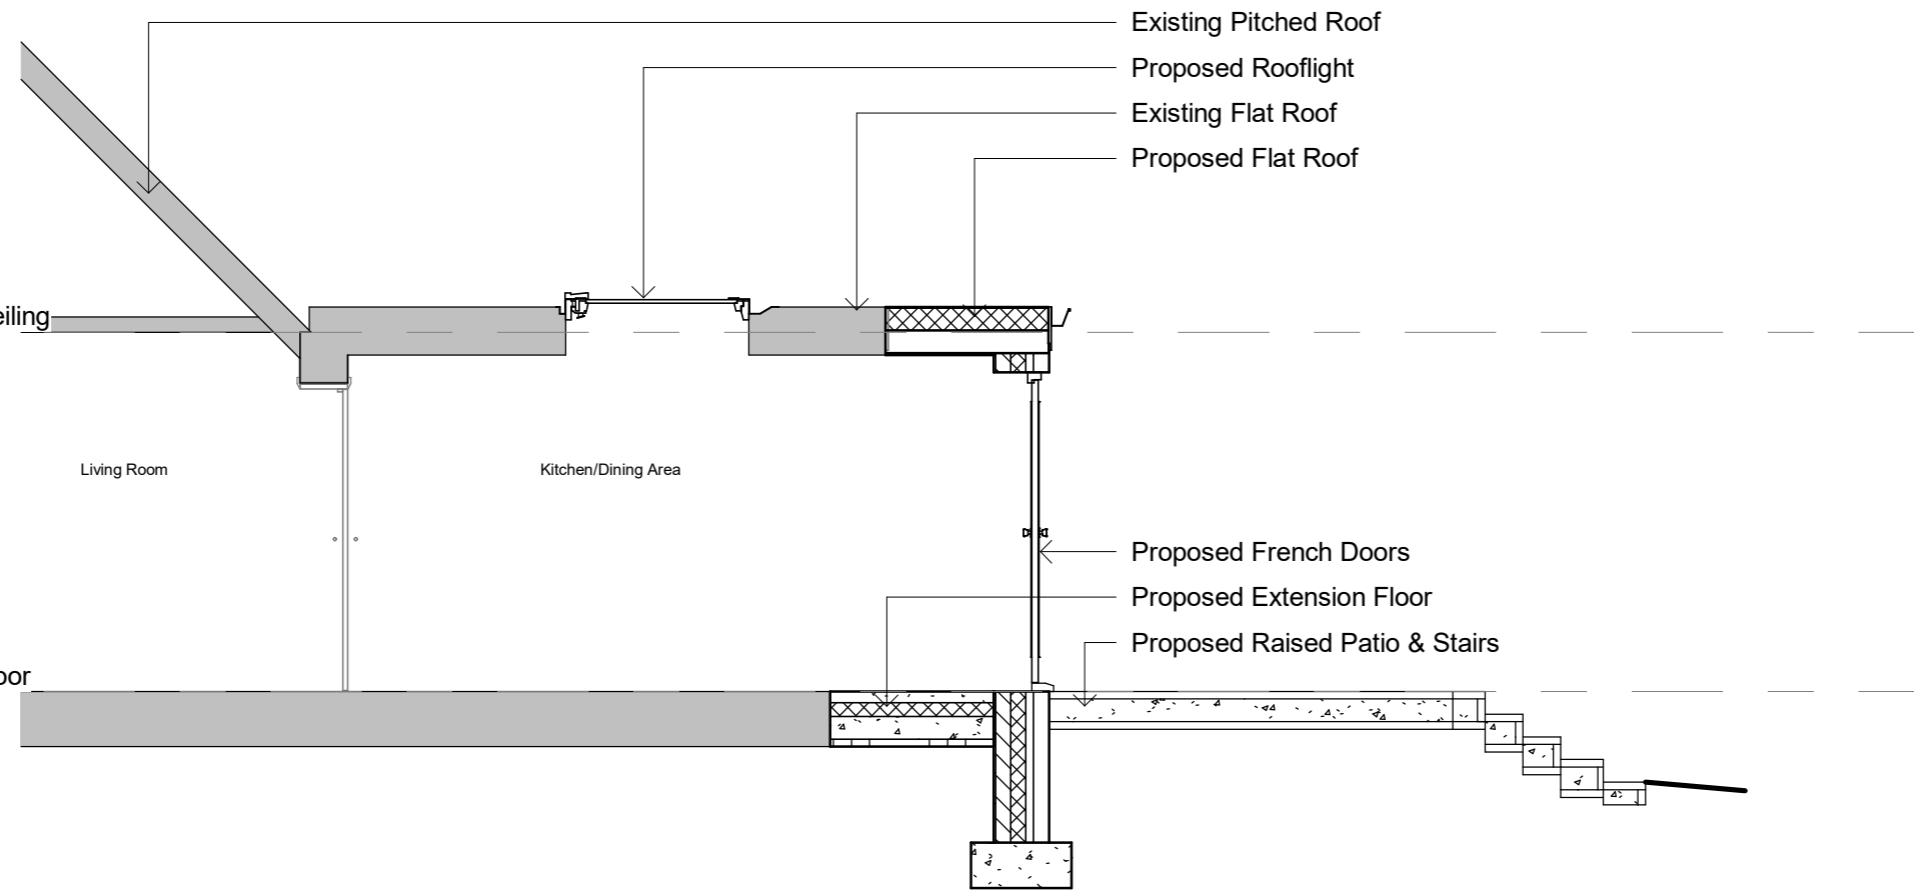 Existing Pitched Roof
Proposed Rooflight
Existing Flat Roof
Proposed Flat Roof
eiling
Living Room
Kitchen/Dining Area
Proposed French Doors
Proposed Extension Floor
Proposed Raised Patio & Stairs
oor